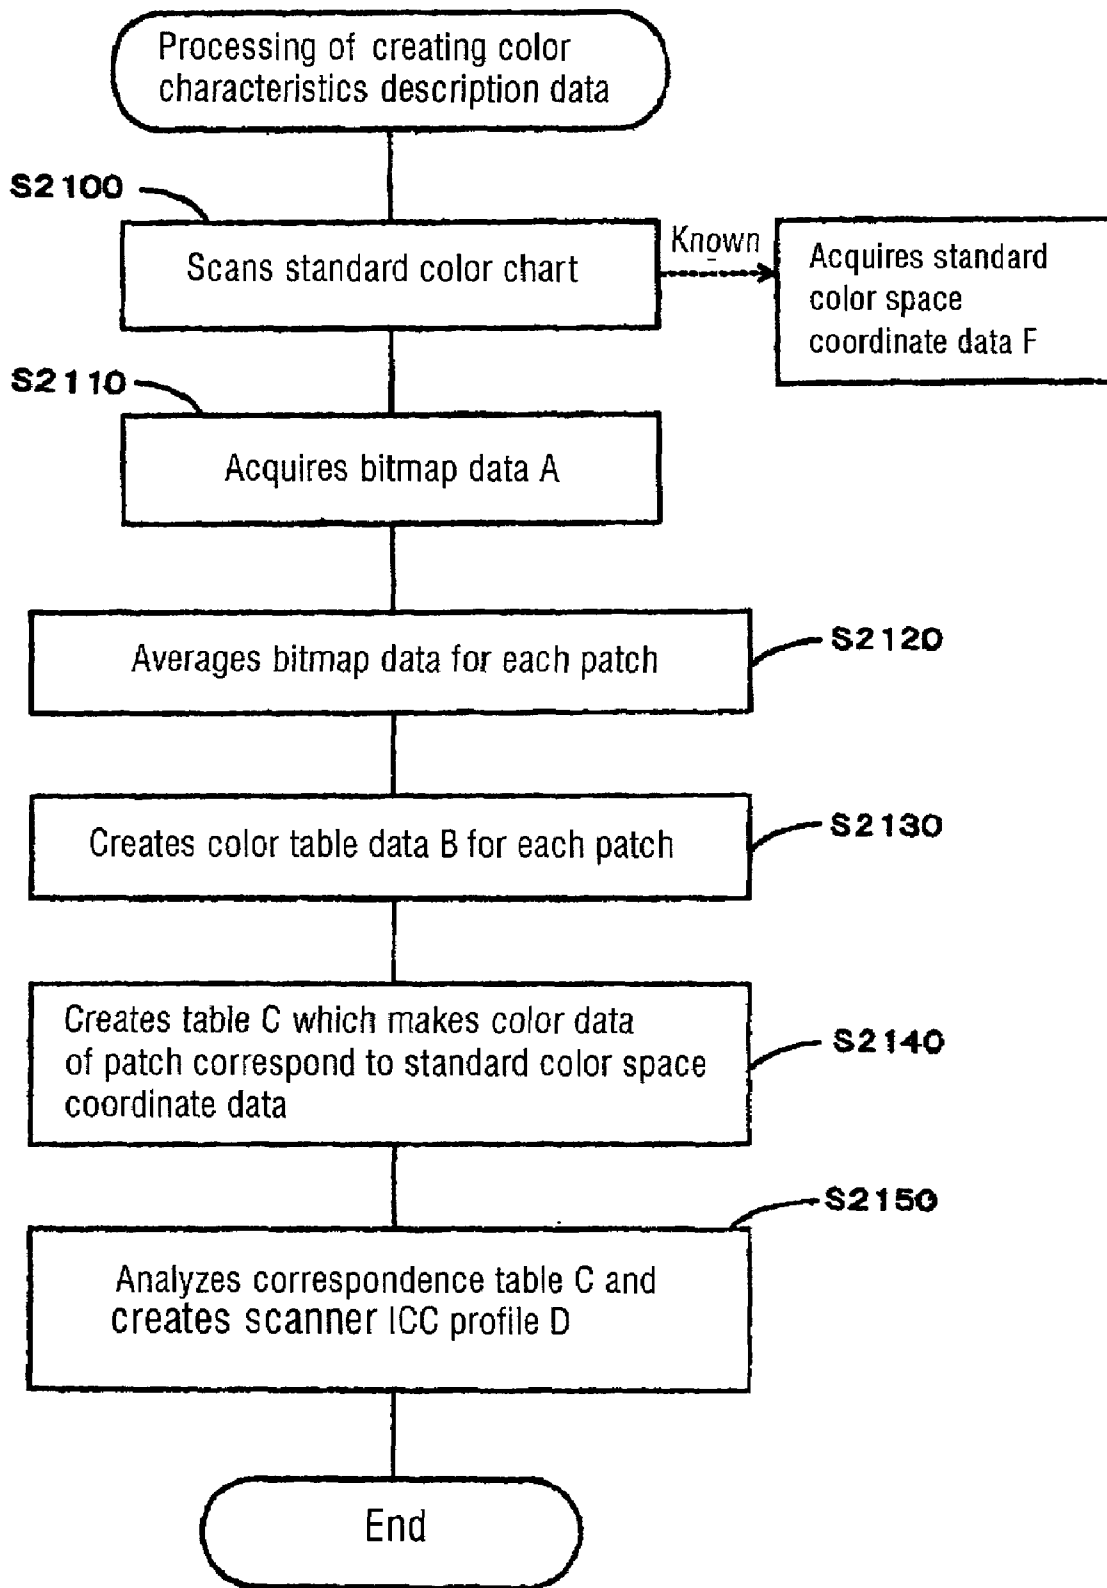 Processing of creating color
characteristics description data
S2100
Scans standard color chart
Known
Acquires standard
color space
coordinate data F
S2110
Acquires bitmap data A
Averages bitmap data for each patch
S2120
Creates color table data B for each patch
S2130
Creates table C which makes color data
of patch correspond to standard color space
coordinate data
S2140
S2150
Analyzes correspondence table C and
creates scanner ICC profile D
End